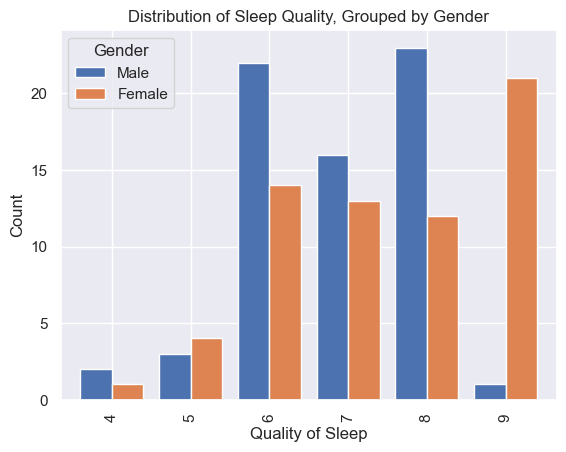 Distribution of Sleep Quality, Grouped by Gender
Gender
Male
Female
20
15
10
5
0
Count
4 5 6 7 8 9
Quality of Sleep